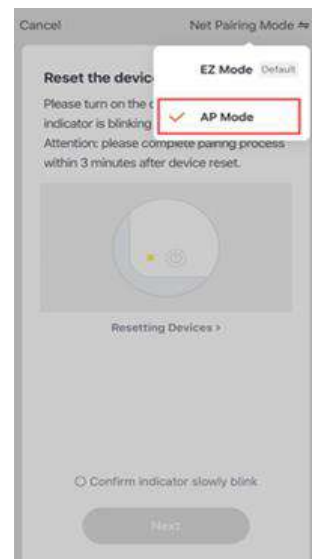 Cancel
Net Pairing Mode ⇌
EZ Mode Default
AP Mode
Reset the devic
Please turn on the
indicator is blinking
Attention: please complete pairing process
within 3 minutes after device reset.
Resetting Devices >
Confirm indicator slowly blink
Next